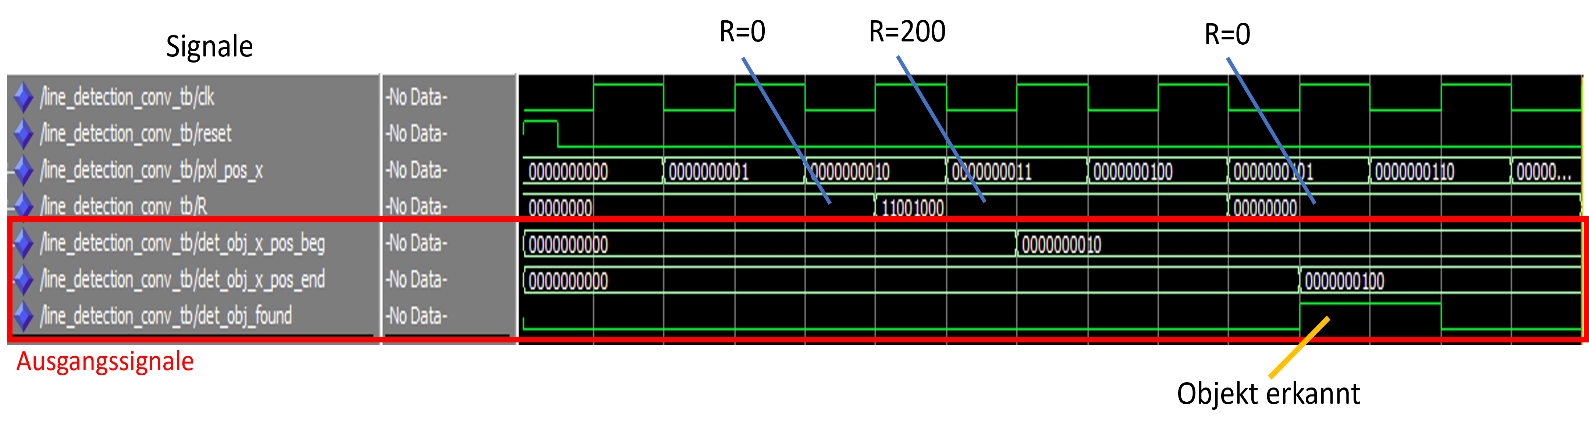 R=0 R=200 R=0
Signale
/line_detection_conv_tb/clk -No Data-
/line_detection_conv_tb/reset -No Data-
/line_detection_conv_tb/pxl_pos_x -No Data- 0000000000 0000000001 0000000010 0000000011 0000000100 0000000101 0000000110 00000...
/line_detection_conv_tb/R -No Data- 00000000 11001000 00000000
/line_detection_conv_tb/det_obj_x_pos_beg -No Data- 0000000000 0000000010
/line_detection_conv_tb/det_obj_x_pos_end -No Data- 0000000000 0000000100
/line_detection_conv_tb/det_obj_found -No Data-
Ausgangssignale
Objekt erkannt